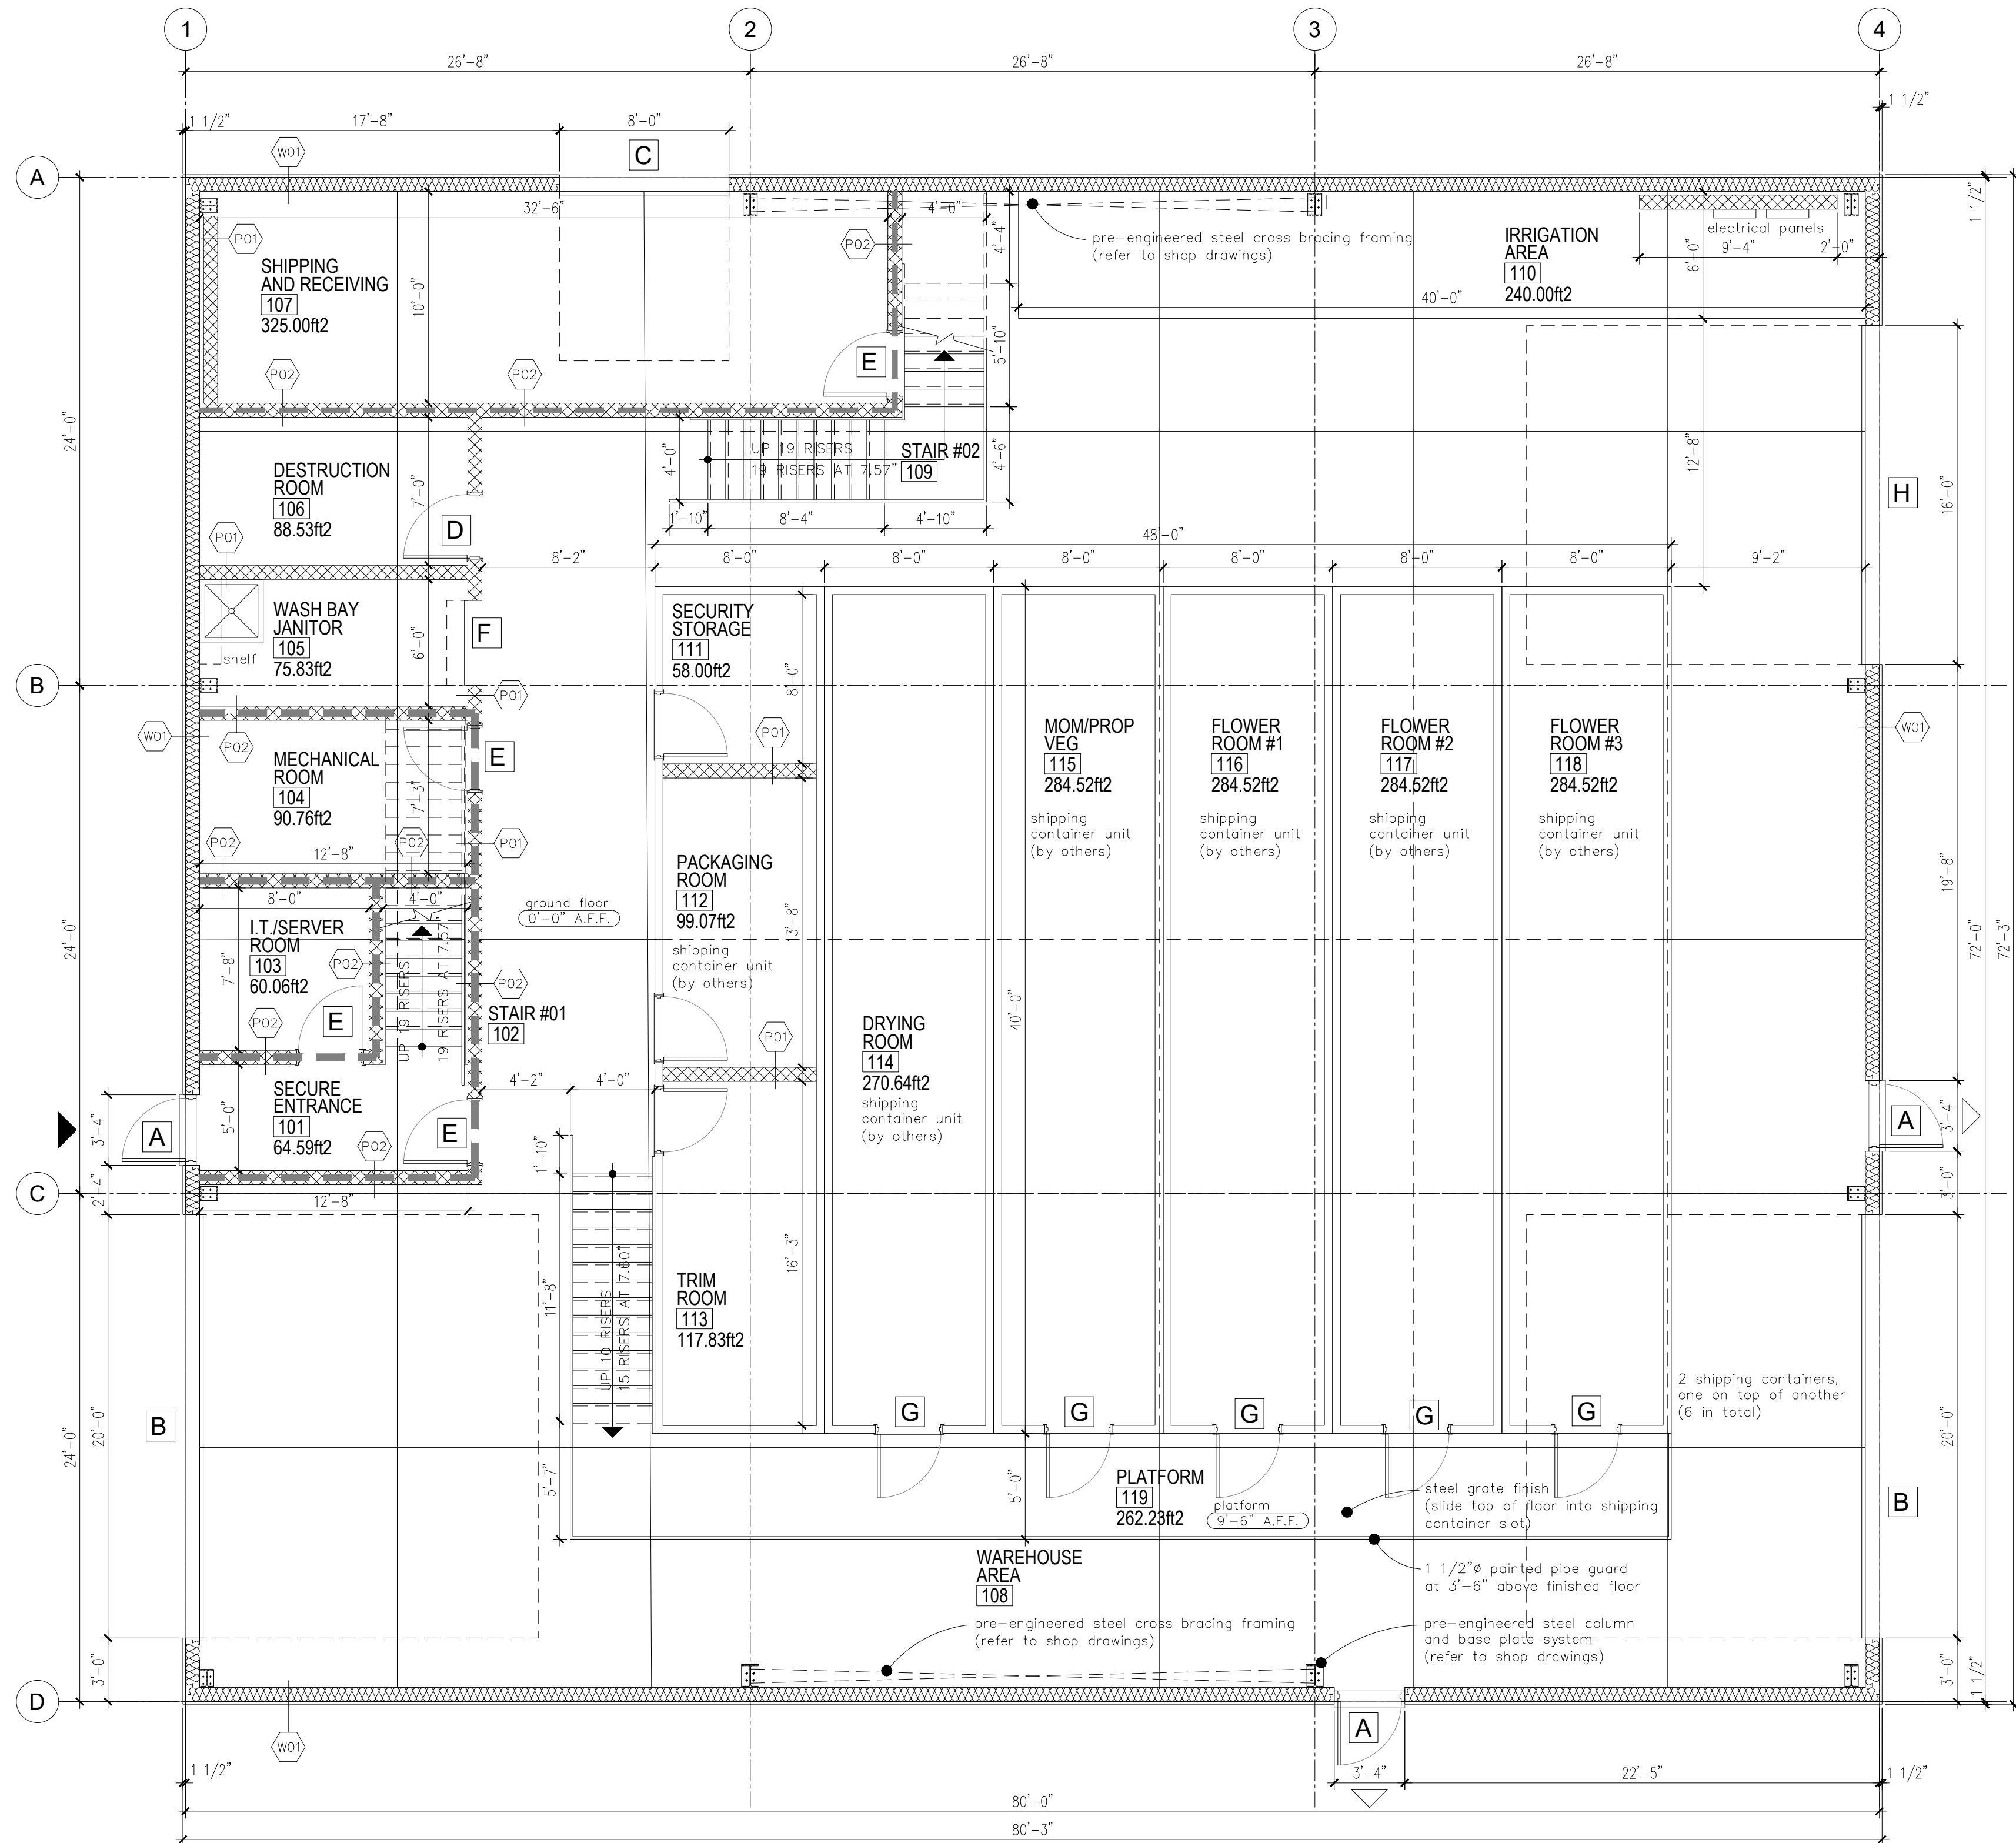 1
2
3
4
26'-8"
26'-8"
26'-8"
1 1/2"
17'-8"
8'-0"
1 1/2"
C
W01
A
32'-6"
4'-0"
4'-4"
1 1/2"
P01
P02
pre-engineered steel cross bracing framing
(refer to shop drawings)
IRRIGATION
AREA
110
240.00ft2
electrical panels
9'-4"
2'-0"
6'-0"
40'-0"
SHIPPING
AND RECEIVING
107
325.00ft2
10'-0"
P02
P02
E
5'-10"
24'-0"
4'-0"
UP 19 RISERS
19 RISERS AT 7.57"
STAIR #02
109
4'-6"
12'-8"
DESTRUCTION
ROOM
106
88.53ft2
7'-0"
D
H
16'-0"
1'-10"
8'-4"
4'-10"
48'-0"
P01
8'-2"
8'-0"
8'-0"
8'-0"
8'-0"
8'-0"
8'-0"
9'-2"
WASH BAY
JANITOR
105
75.83ft2
shelf
6'-0"
F
SECURITY
STORAGE
111
58.00ft2
8'-0"
B
P01
W01
P02
E
P01
W01
MECHANICAL
ROOM
104
90.76ft2
7'-3"
MOM/PROP
VEG
115
284.52ft2
shipping
container unit
(by others)
FLOWER
ROOM #1
116
284.52ft2
shipping
container unit
(by others)
FLOWER
ROOM #2
117
284.52ft2
shipping
container unit
(by others)
FLOWER
ROOM #3
118
284.52ft2
shipping
container unit
(by others)
P02
P02
P01
12'-8"
8'-0"
4'-0"
19'-8"
72'-0"
72'-3"
ground floor
0'-0" A.F.F.
PACKAGING
ROOM
112
99.07ft2
shipping
container unit
(by others)
13'-8"
24'-0"
I.T./SERVER
ROOM
103
60.06ft2
7'-8"
P02
P02
P02
E
UP 19 RISERS
19 RISERS AT 7.57"
STAIR #01
102
40'-0"
DRYING
ROOM
114
270.64ft2
shipping
container unit
(by others)
P01
4'-2"
4'-0"
SECURE
ENTRANCE
101
64.59ft2
5'-0"
3'-4"
A
E
P02
A
3'-4"
1'-10"
2'-4"
C
12'-8"
3'-0"
11'-8"
UP 10 RISERS
15 RISERS AT 7.60"
16'-3"
TRIM
ROOM
113
117.83ft2
2 shipping containers,
one on top of another
(6 in total)
24'-0"
20'-0"
B
G
G
G
G
G
20'-0"
B
5'-7"
5'-0"
PLATFORM
119
262.23ft2
platform
9'-6" A.F.F.
steel grate finish
(slide top of floor into shipping
container slot)
WAREHOUSE
AREA
108
1 1/2"ø painted pipe guard
at 3'-6" above finished floor
pre-engineered steel cross bracing framing
(refer to shop drawings)
pre-engineered steel column
and base plate system
(refer to shop drawings)
3'-0"
3'-0"
1 1/2"
D
W01
A
1 1/2"
3'-4"
22'-5"
1 1/2"
80'-0"
80'-3"